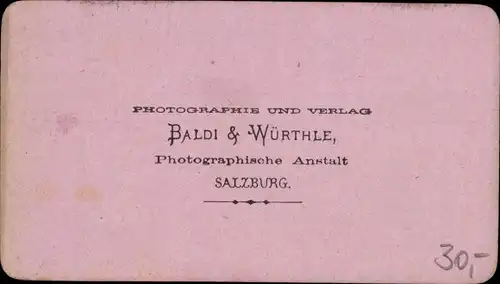 PHOTOGRAPHIE UND VERLAG
BALDI & WÜRTHLE,
Photographische Anstalt
SALZBURG.
30,-